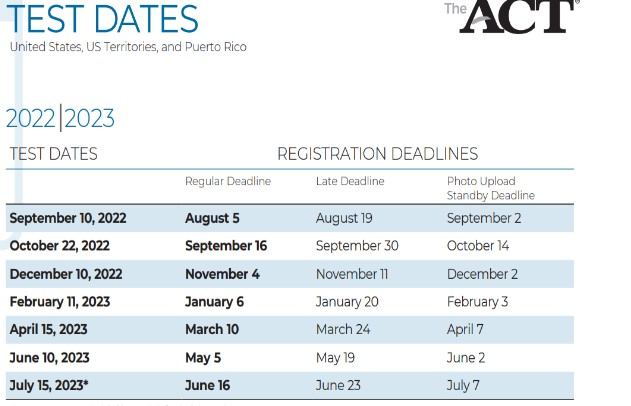 TEST DATES
The ACT®
United States, US Territories, and Puerto Rico
2022|2023
TEST DATES REGISTRATION DEADLINES
Regular Deadline Late Deadline Photo Upload
Standby Deadline
September 10, 2022 August 5 August 19 September 2
October 22, 2022 September 16 September 30 October 14
December 10, 2022 November 4 November 11 December 2
February 11, 2023 January 6 January 20 February 3
April 15, 2023 March 10 March 24 April 7
June 10, 2023 May 5 May 19 June 2
July 15, 2023* June 16 June 23 July 7